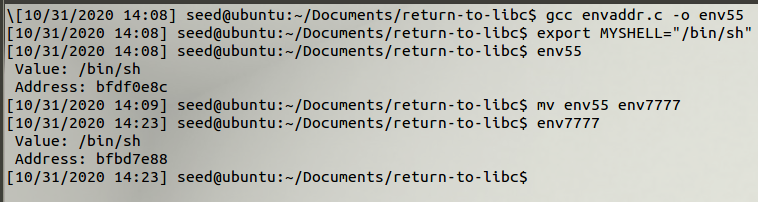 \[10/31/2020 14:08] seed@ubuntu:~/Documents/return-to-libc$ gcc envaddr.c -o env55
[10/31/2020 14:08] seed@ubuntu:~/Documents/return-to-libc$ export MYSHELL="/bin/sh"
[10/31/2020 14:08] seed@ubuntu:~/Documents/return-to-libc$ env55
 Value: /bin/sh
 Address: bfdf0e8c
[10/31/2020 14:09] seed@ubuntu:~/Documents/return-to-libc$ mv env55 env7777
[10/31/2020 14:23] seed@ubuntu:~/Documents/return-to-libc$ env7777
 Value: /bin/sh
 Address: bfbd7e88
[10/31/2020 14:23] seed@ubuntu:~/Documents/return-to-libc$